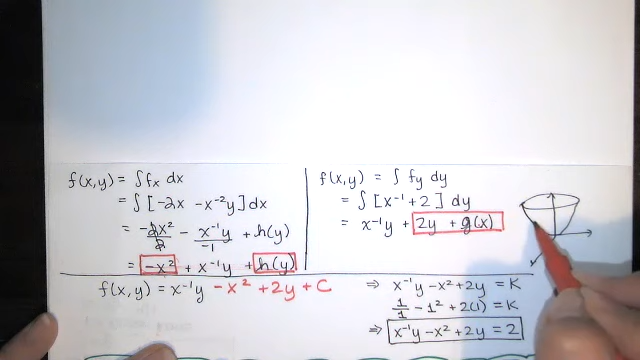 f(x,y) = ∫ fx dx
= ∫ [-2x - x⁻²y] dx
= -2x²/2 - x⁻¹y/-1 + h(y)
= -x² + x⁻¹y + h(y)
f(x,y) = ∫ fy dy
= ∫ [x⁻¹ + 2] dy
= x⁻¹y + 2y + g(x)
f(x,y) = x⁻¹y - x² + 2y + C
⇒ x⁻¹y - x² + 2y = K
1/1 - 1² + 2(1) = K
⇒ x⁻¹y - x² + 2y = 2